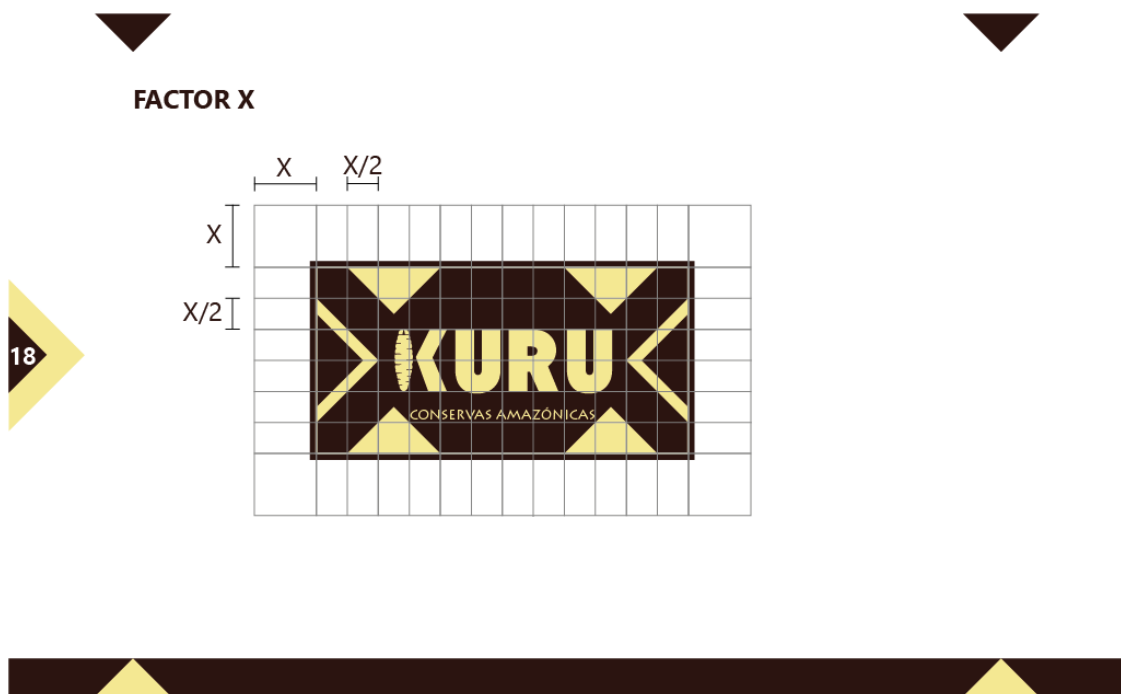 FACTOR X
X
X/2
X
X/2
18
KURU
CONSERVAS AMAZÓNICAS